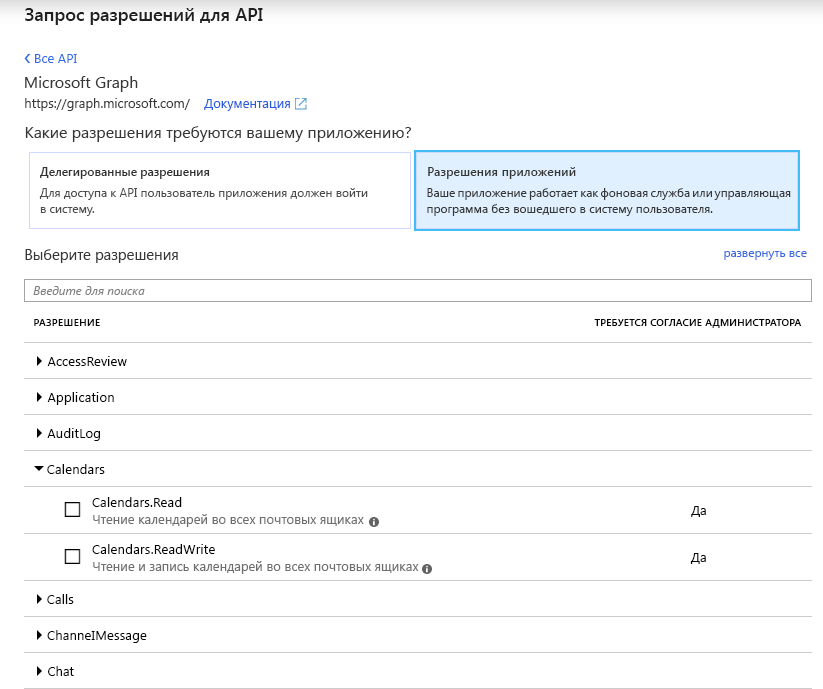 Запрос разрешений для API
Все API
Microsoft Graph
https://graph.microsoft.com/ Документация
Какие разрешения требуются вашему приложению?
Делегированные разрешения
Для доступа к API пользователь приложения должен войти
в систему.
Разрешения приложений
Ваше приложение работает как фоновая служба или управляющая
программа без вошедшего в систему пользователя.
Выберите разрешения
развернуть все
Введите для поиска
РАЗРЕШЕНИЕ ТРЕБУЕТСЯ СОГЛАСИЕ АДМИНИСТРАТОРА
AccessReview
Application
AuditLog
Calendars
Calendars.Read
Чтение календарей во всех почтовых ящиках
Да
Calendars.ReadWrite
Чтение и запись календарей во всех почтовых ящиках
Да
Calls
ChannelMessage
Chat